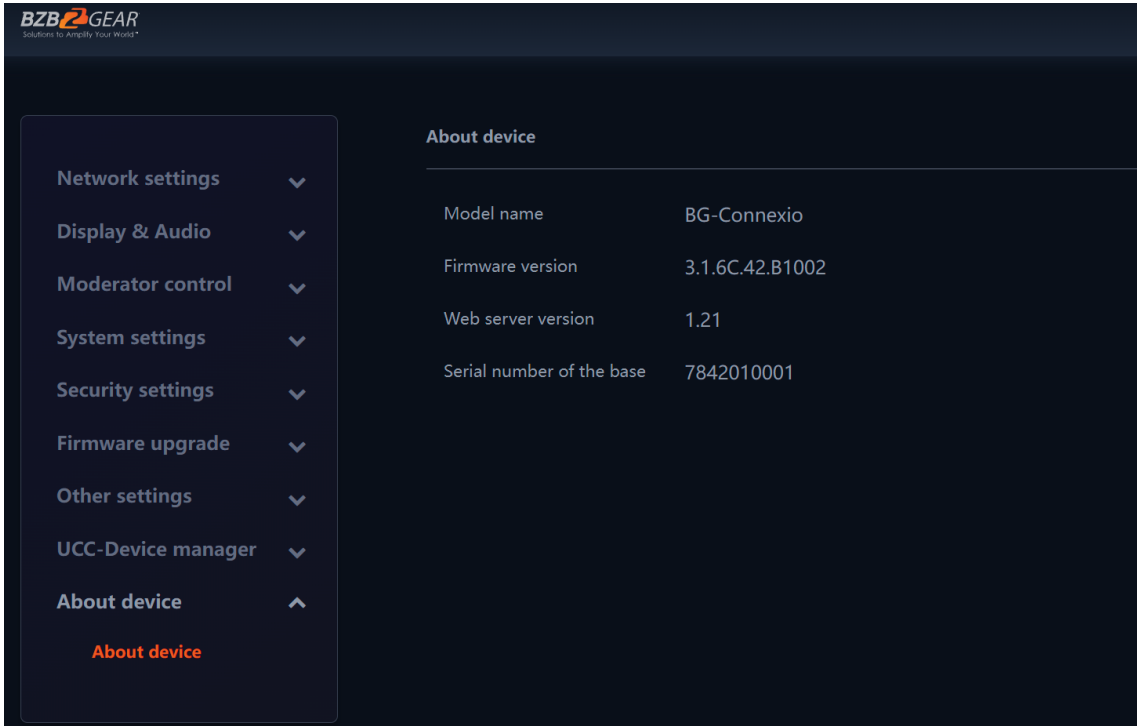 BZB GEAR
Solutions to Amplify Your World
About device
Network settings
Display & Audio
Moderator control
System settings
Security settings
Firmware upgrade
Other settings
UCC-Device manager
About device
About device
Model name BG-Connexio
Firmware version 3.1.6C.42.B1002
Web server version 1.21
Serial number of the base 7842010001